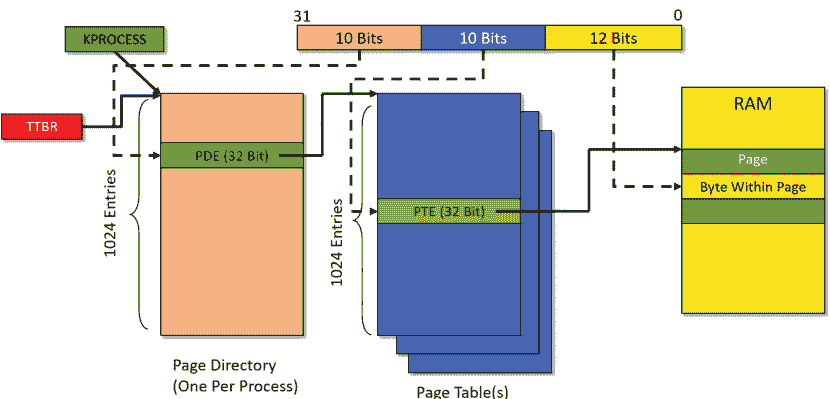 31
0
KPROCESS
10 Bits
10 Bits
12 Bits
TTBR
RAM
PDE (32 Bit)
Page
Byte Within Page
PTE (32 Bit)
1024 Entries
1024 Entries
Page Directory
(One Per Process)
Page Table(s)